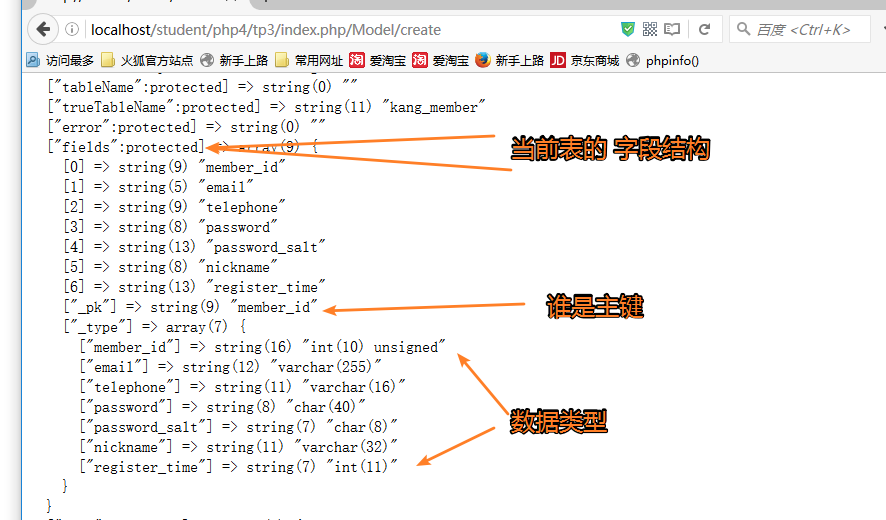 localhost/student/php4/tp3/index.php/Model/create
百度 <Ctrl+K>
访问最多 火狐官方站点 新手上路 常用网址 淘 爱淘宝 淘 爱淘宝 新手上路 JD 京东商城 phpinfo()
["tableName":protected] => string(0) ""
["trueTableName":protected] => string(11) "kang_member"
["error":protected] => string(0) ""
["fields":protected] => array(9) {
当前表的 字段结构
[0] => string(9) "member_id"
[1] => string(5) "email"
[2] => string(9) "telephone"
[3] => string(8) "password"
[4] => string(13) "password_salt"
[5] => string(8) "nickname"
[6] => string(13) "register_time"
["_pk"] => string(9) "member_id"
谁是主键
["_type"] => array(7) {
["member_id"] => string(16) "int(10) unsigned"
["email"] => string(12) "varchar(255)"
["telephone"] => string(11) "varchar(16)"
["password"] => string(8) "char(40)"
["password_salt"] => string(7) "char(8)"
数据类型
["nickname"] => string(11) "varchar(32)"
["register_time"] => string(7) "int(11)"
}
}